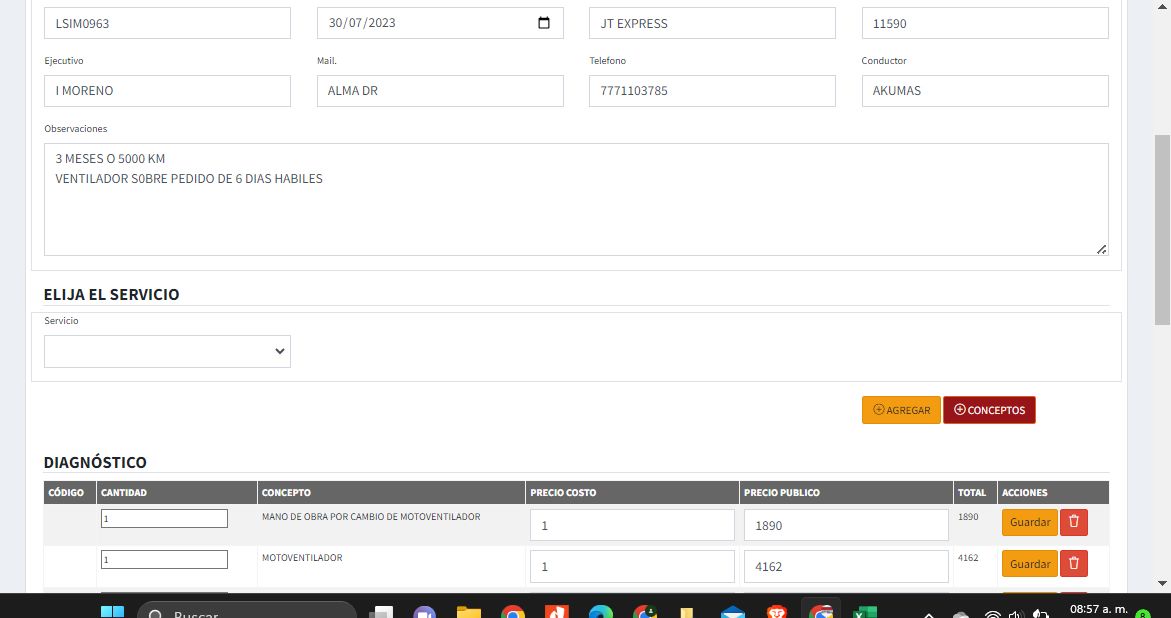 LSIM0963 30/07/2023 JT EXPRESS 11590
Ejecutivo Mail. Telefono Conductor
I MORENO ALMA DR 7771103785 AKUMAS
Observaciones
3 MESES O 5000 KM
VENTILADOR S0BRE PEDIDO DE 6 DIAS HABILES
ELIJA EL SERVICIO
Servicio
AGREGAR CONCEPTOS
DIAGNÓSTICO
CÓDIGO CANTIDAD CONCEPTO PRECIO COSTO PRECIO PUBLICO TOTAL ACCIONES
1 MANO DE OBRA POR CAMBIO DE MOTOVENTILADOR 1 1890 1890 Guardar
1 MOTOVENTILADOR 1 4162 4162 Guardar
Buscar 08:57 a. m.